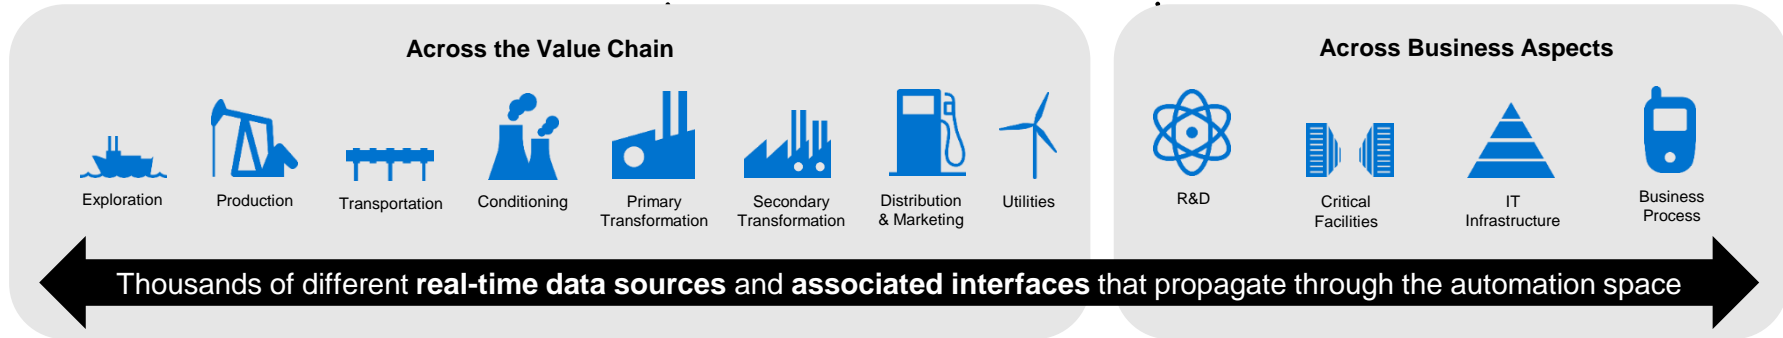 Across the Value Chain
Exploration
Production
Transportation
Conditioning
Primary
Transformation
Secondary
Transformation
Distribution
& Marketing
Utilities
Across Business Aspects
R&D
Critical
Facilities
IT
Infrastructure
Business
Process
Thousands of different real-time data sources and associated interfaces that propagate through the automation space